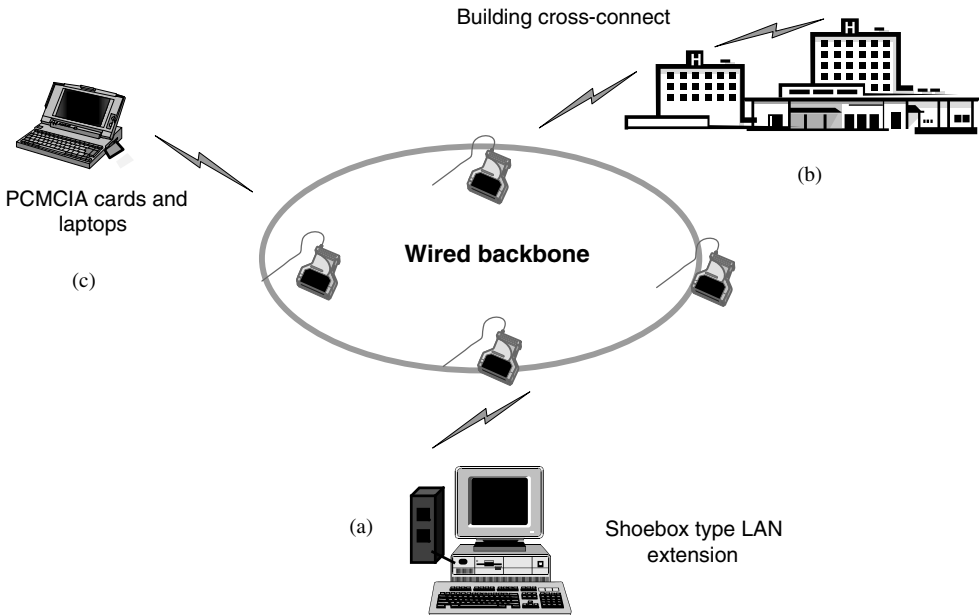 Building cross-connect
H
H
(b)
PCMCIA cards and
laptops
(c)
Wired backbone
(a)
Shoebox type LAN
extension